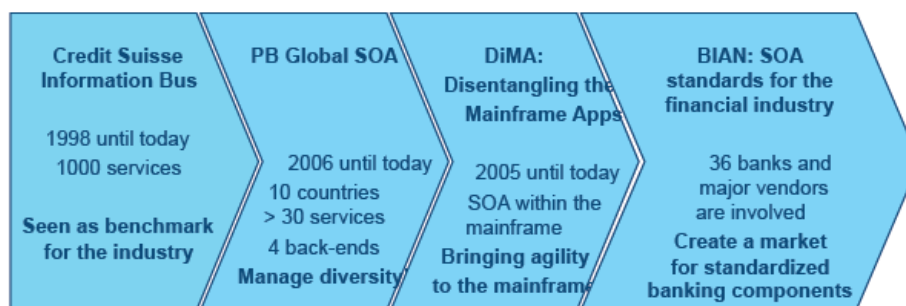 Credit Suisse
Information Bus
1998 until today
1000 services
Seen as benchmark
for the industry
PB Global SOA
2006 until today
10 countries
> 30 services
4 back-ends
Manage diversity'
DiMA:
Disentangling the
Mainframe Apps
2005 until today
SOA within the
mainframe
Bringing agility
to the mainframe
BIAN: SOA
standards for the
financial industry
36 banks and
major vendors
are involved
Create a market
for standardized
banking components